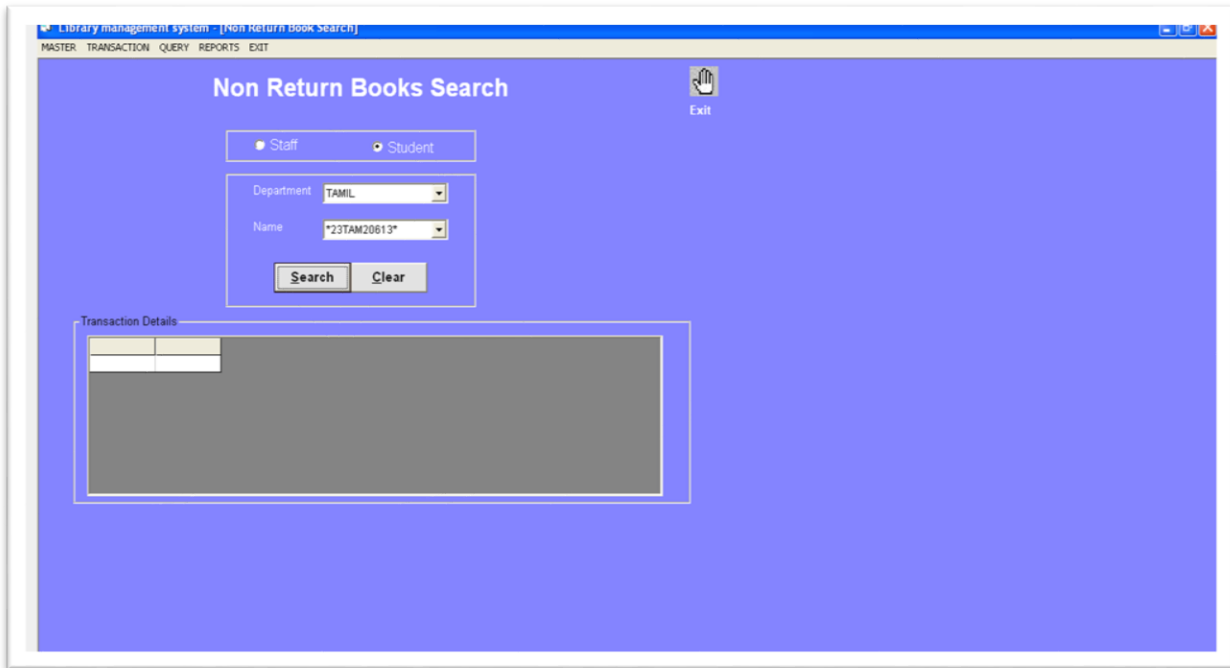 Library management system - [Non Return Book Search]
MASTER TRANSACTION QUERY REPORTS EXIT
Non Return Books Search
Exit
Staff Student
Department TAMIL
Name *23TAM20613*
Search Clear
Transaction Details